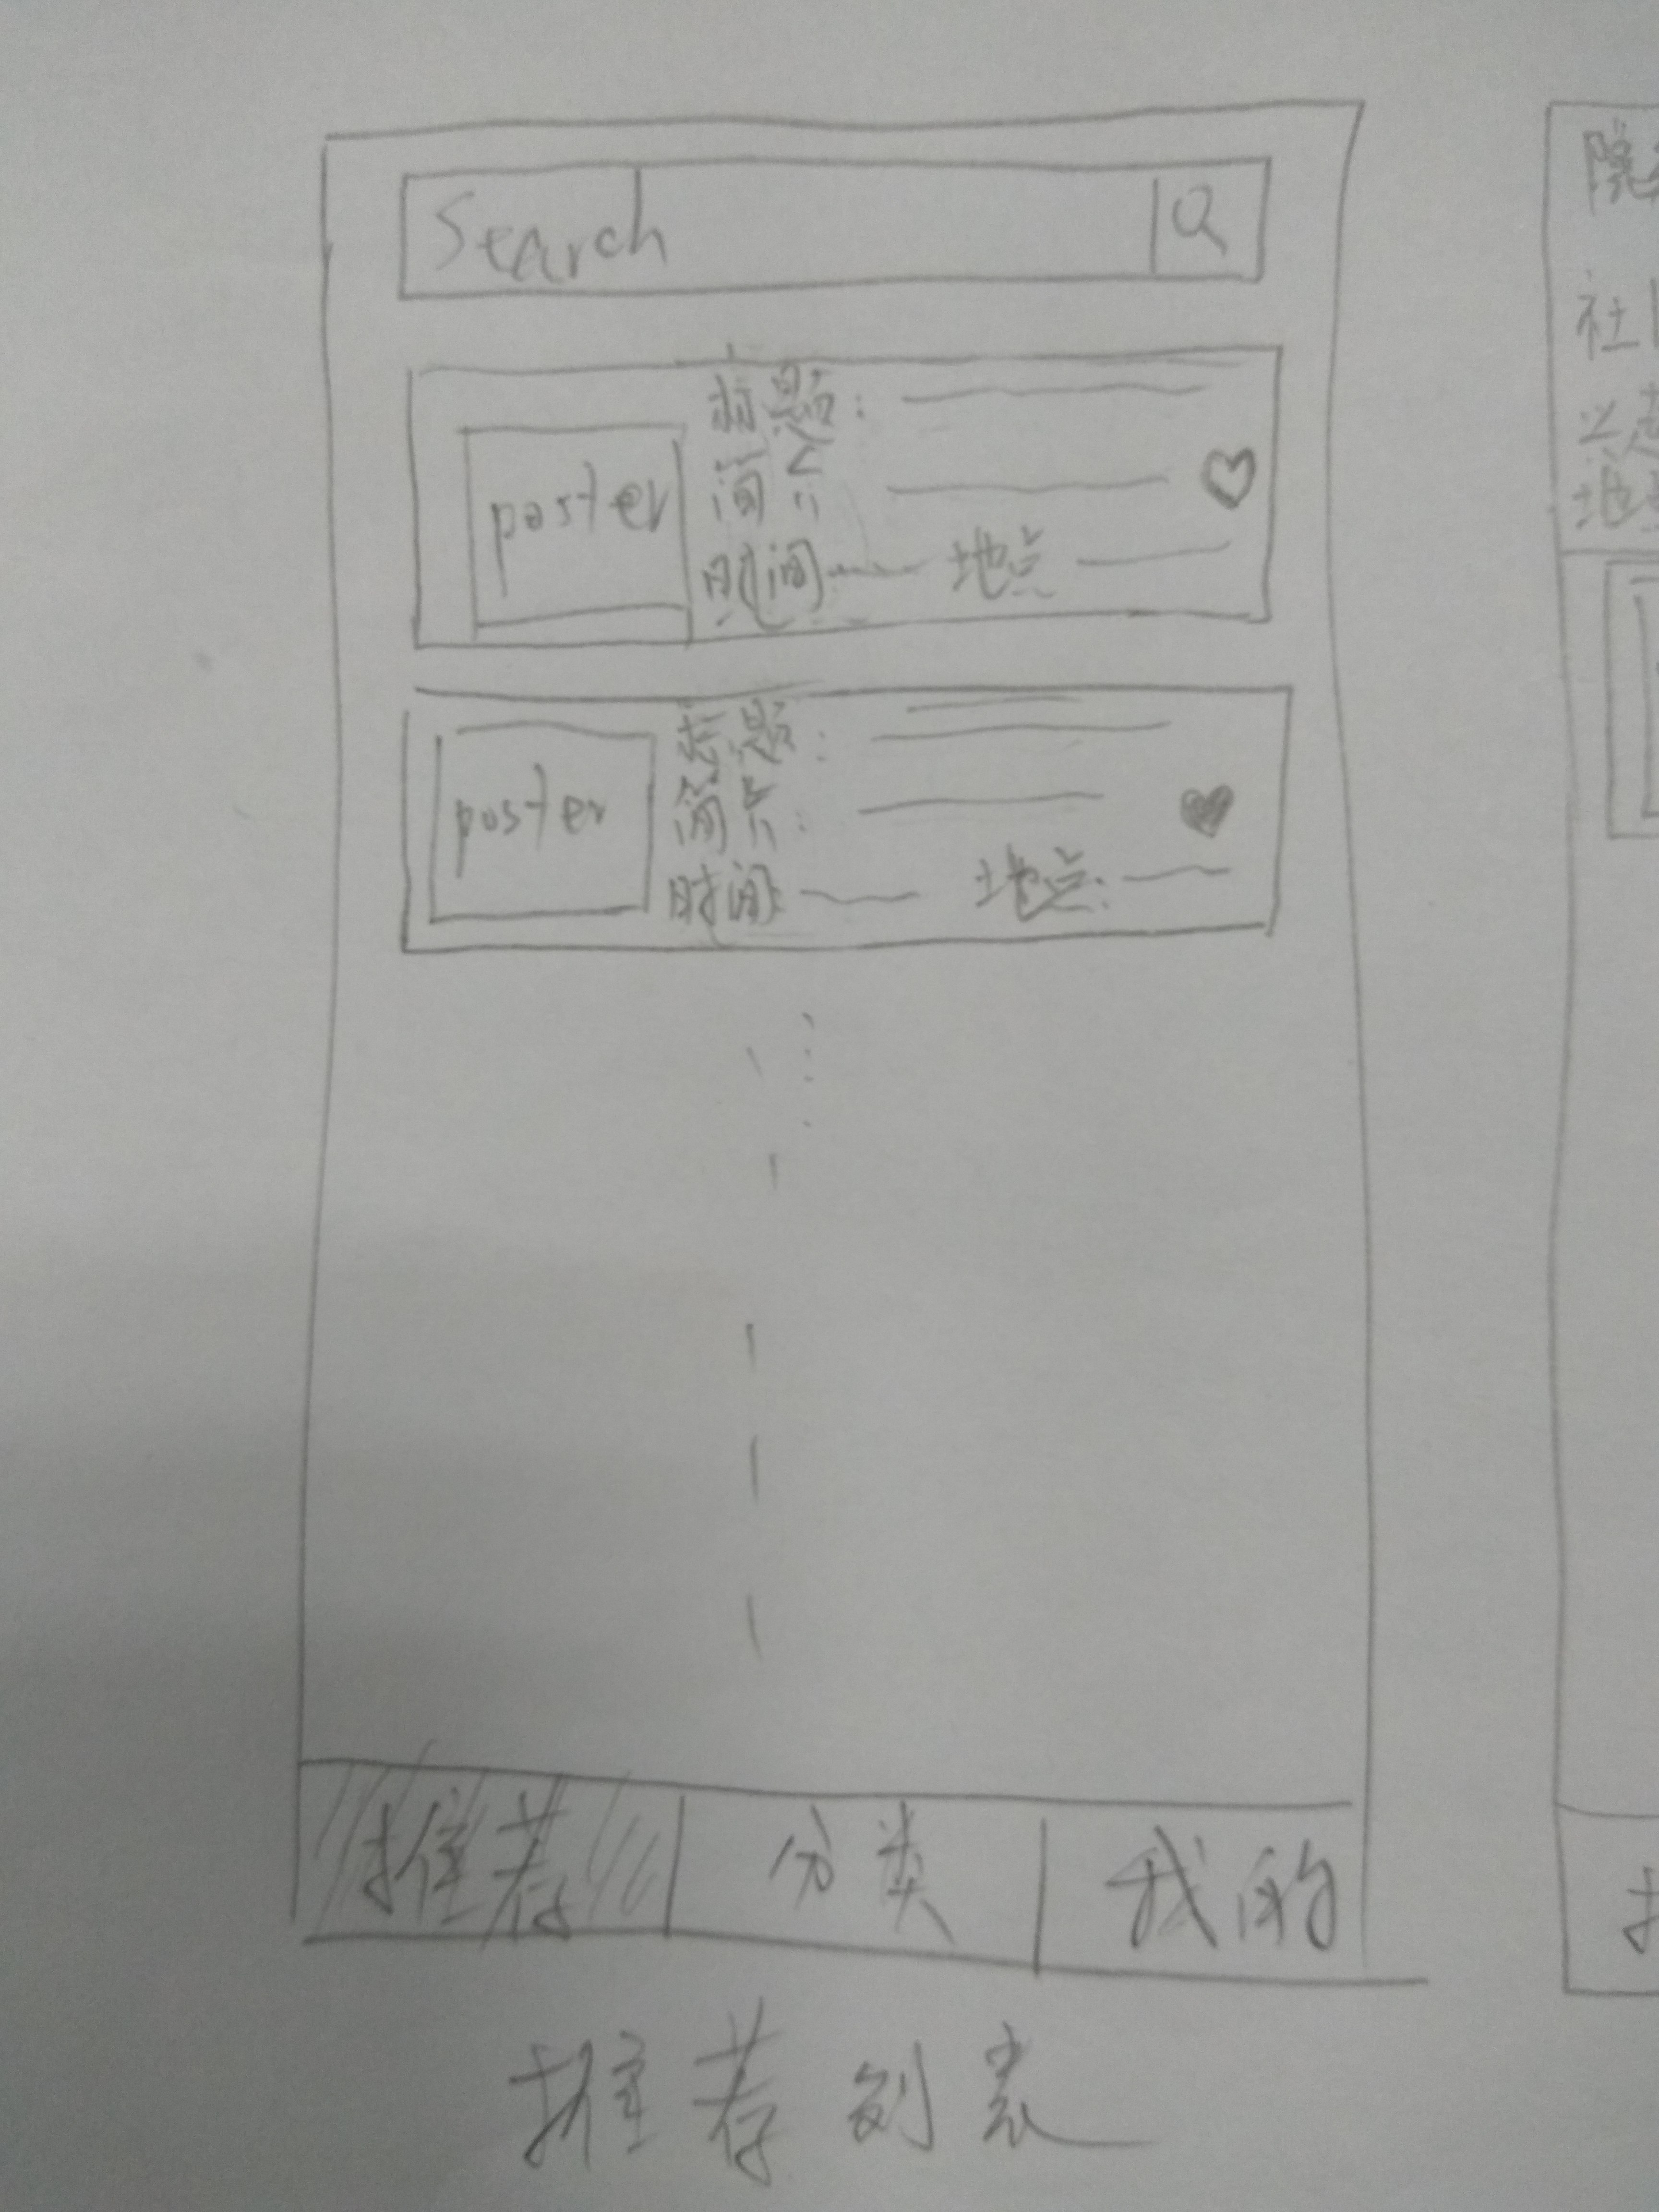 Search
标题:
poster
简介
时间 地点
标题:
poster
简介:
时间: 地点:
推荐 分类 我的
推荐列表
院
社
兴
地